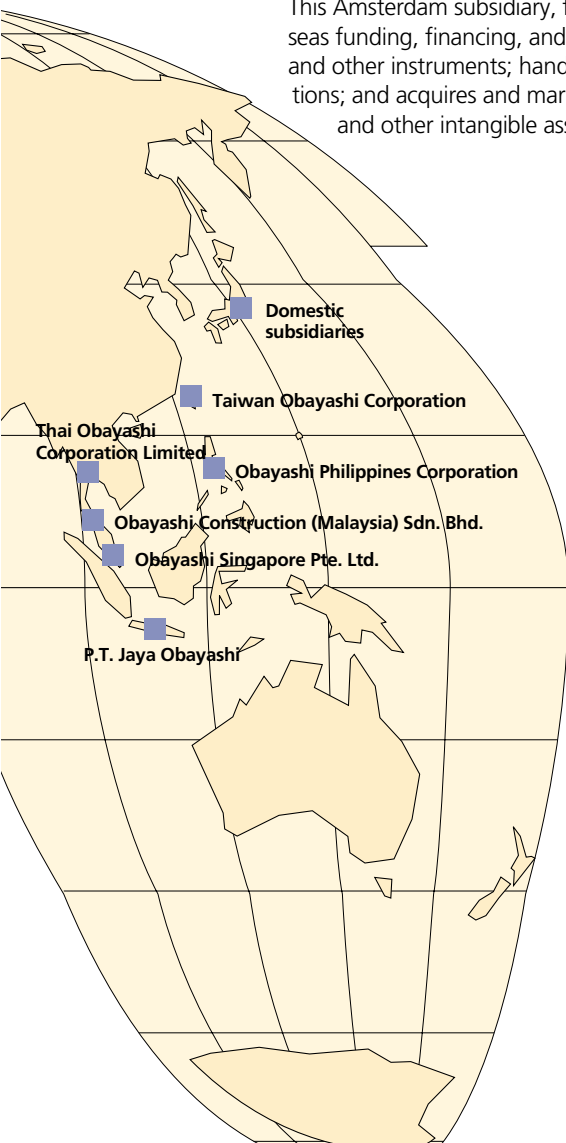 This Amsterdam subsidiary,
seas funding, financing, and
and other instruments; hand
tions; and acquires and mar
and other intangible ass
Domestic
subsidiaries
Taiwan Obayashi Corporation
Thai Obayashi
Corporation Limited
Obayashi Philippines Corporation
Obayashi Construction (Malaysia) Sdn. Bhd.
Obayashi Singapore Pte. Ltd.
P.T. Jaya Obayashi